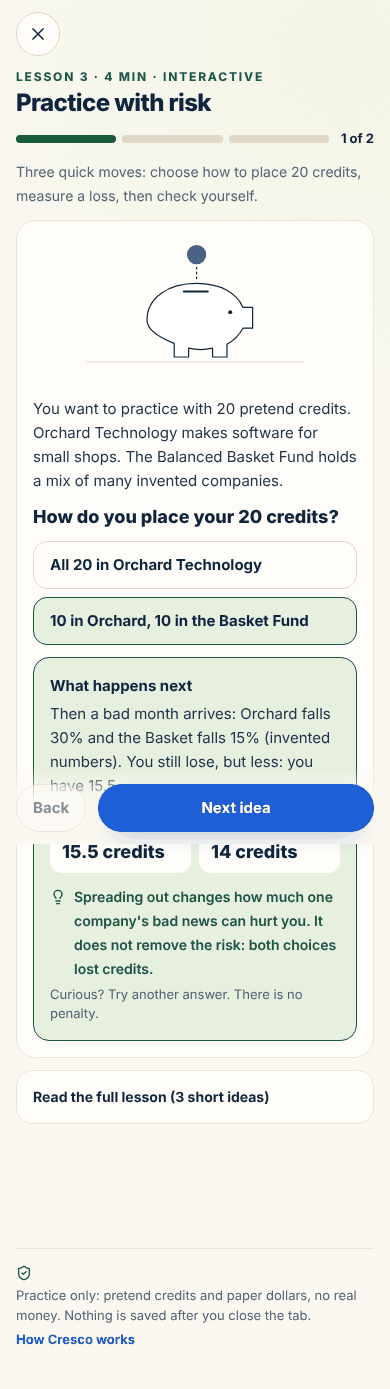 LESSON 3 · 4 MIN · INTERACTIVE
Practice with risk
1 of 2
Three quick moves: choose how to place 20 credits,
measure a loss, then check yourself.
You want to practice with 20 pretend credits.
Orchard Technology makes software for
small shops. The Balanced Basket Fund holds
a mix of many invented companies.
How do you place your 20 credits?
All 20 in Orchard Technology
10 in Orchard, 10 in the Basket Fund
What happens next
Then a bad month arrives: Orchard falls
30% and the Basket falls 15% (invented
numbers). You still lose, but less: you
have 15.5
Back
Next idea
15.5 credits
14 credits
Spreading out changes how much one
company's bad news can hurt you. It
does not remove the risk: both choices
lost credits.
Curious? Try another answer. There is no
penalty.
Read the full lesson (3 short ideas)
Practice only: pretend credits and paper dollars, no real
money. Nothing is saved after you close the tab.
How Cresco works